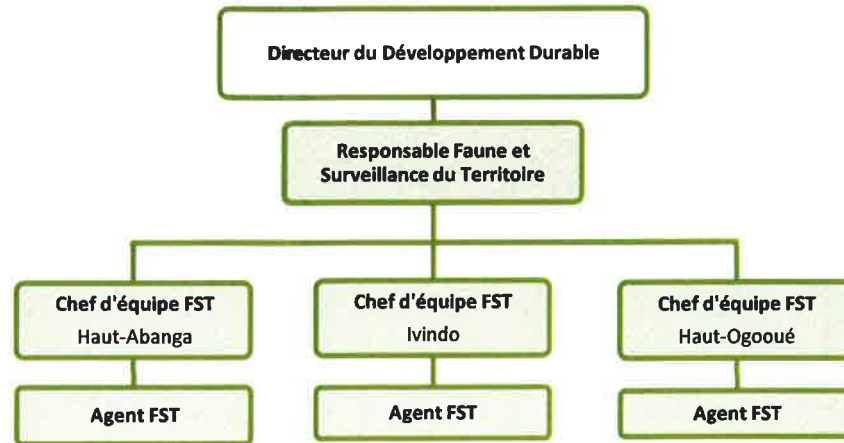 Directeur du Développement Durable
Responsable Faune et
Surveillance du Territoire
Chef d'équipe FST
Haut-Abanga
Chef d'équipe FST
Ivindo
Chef d'équipe FST
Haut-Ogooué
Agent FST
Agent FST
Agent FST